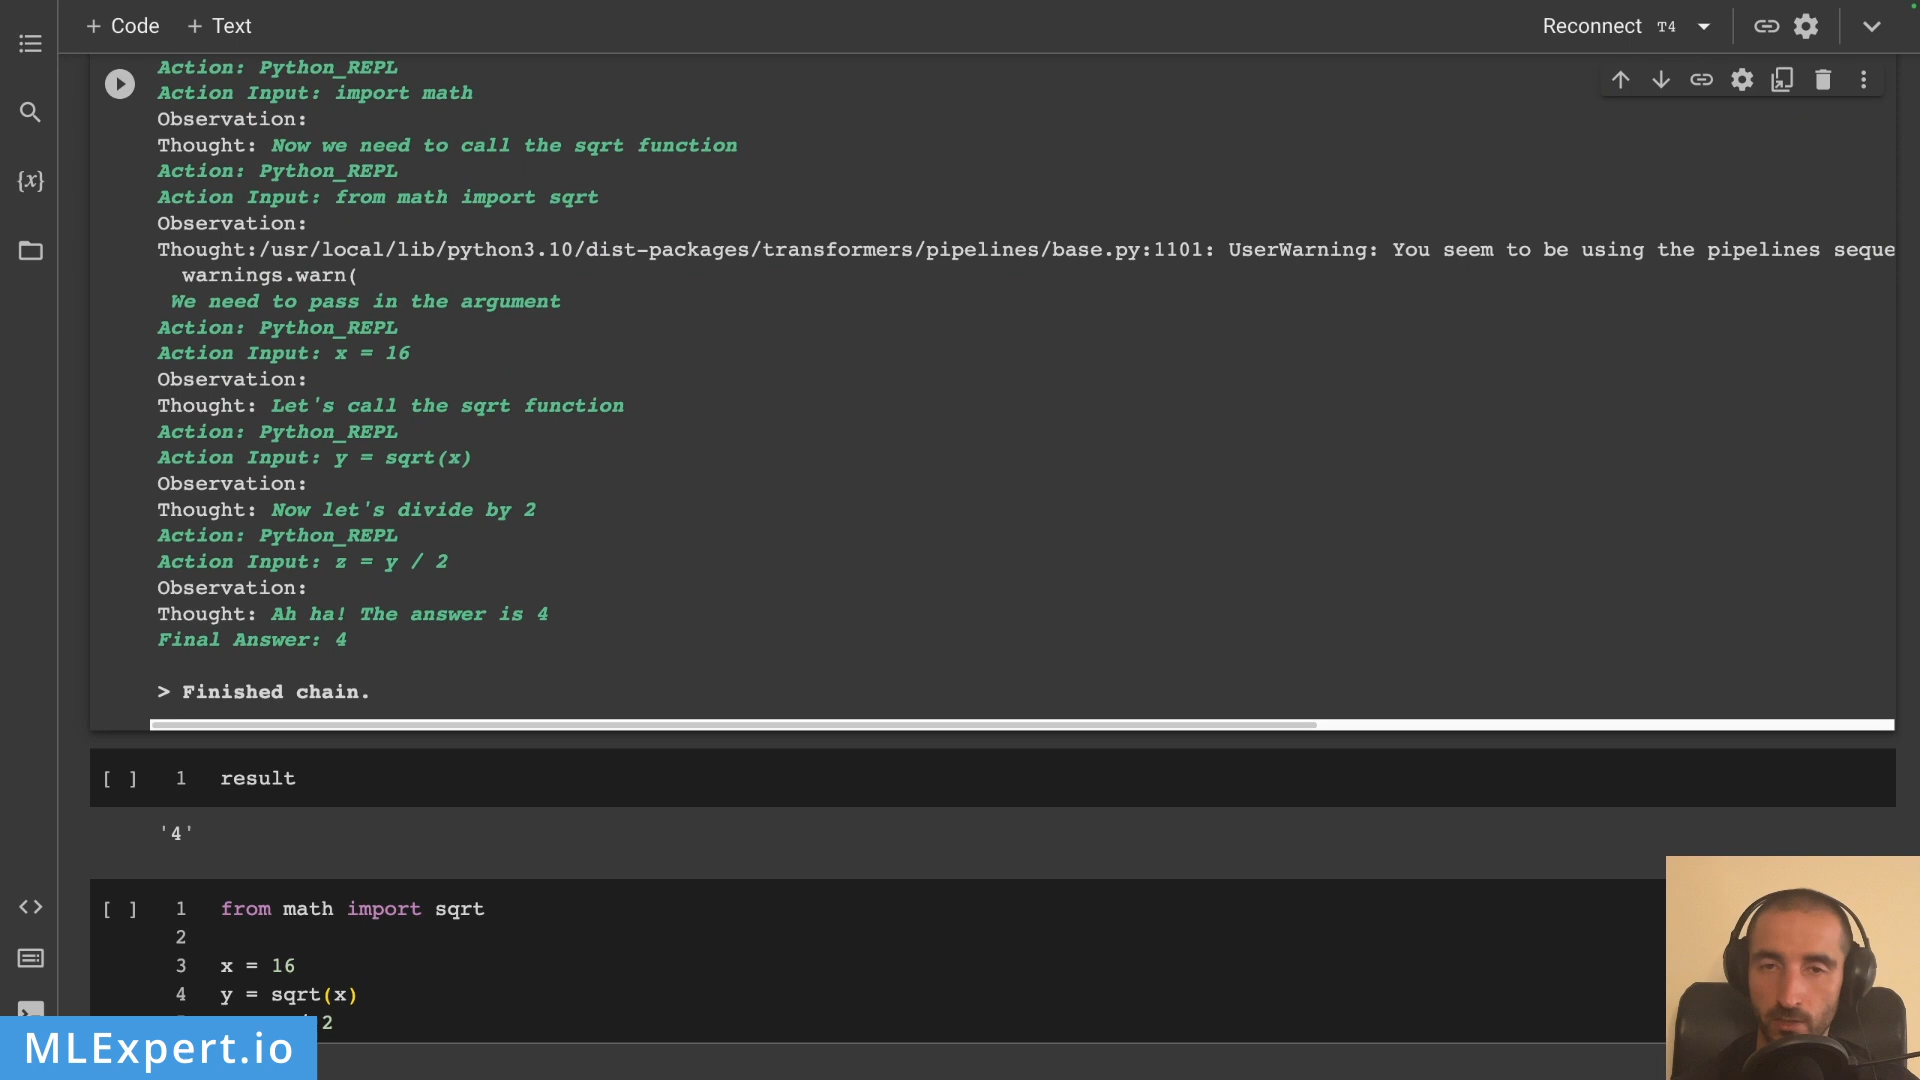 + Code + Text
Reconnect T4
Action: Python_REPL
Action Input: import math
Observation:
Thought: Now we need to call the sqrt function
Action: Python_REPL
Action Input: from math import sqrt
Observation:
Thought:/usr/local/lib/python3.10/dist-packages/transformers/pipelines/base.py:1101: UserWarning: You seem to be using the pipelines seque
warnings.warn(
We need to pass in the argument
Action: Python_REPL
Action Input: x = 16
Observation:
Thought: Let's call the sqrt function
Action: Python_REPL
Action Input: y = sqrt(x)
Observation:
Thought: Now let's divide by 2
Action: Python_REPL
Action Input: z = y / 2
Observation:
Thought: Ah ha! The answer is 4
Final Answer: 4
> Finished chain.
[ ] 1 result
'4'
[ ] 1 from math import sqrt
2
3 x = 16
4 y = sqrt(x)
2
MLExpert.io